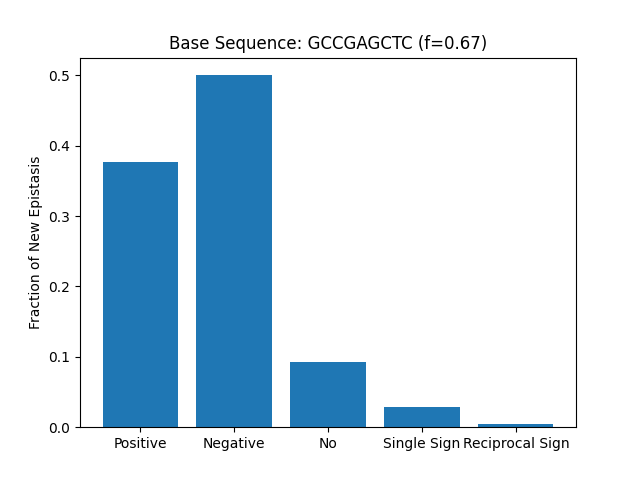 Base Sequence: GCCGAGCTC (f=0.67)
Fraction of New Epistasis
0.5
0.4
0.3
0.2
0.1
0.0
Positive Negative No Single Sign Reciprocal Sign